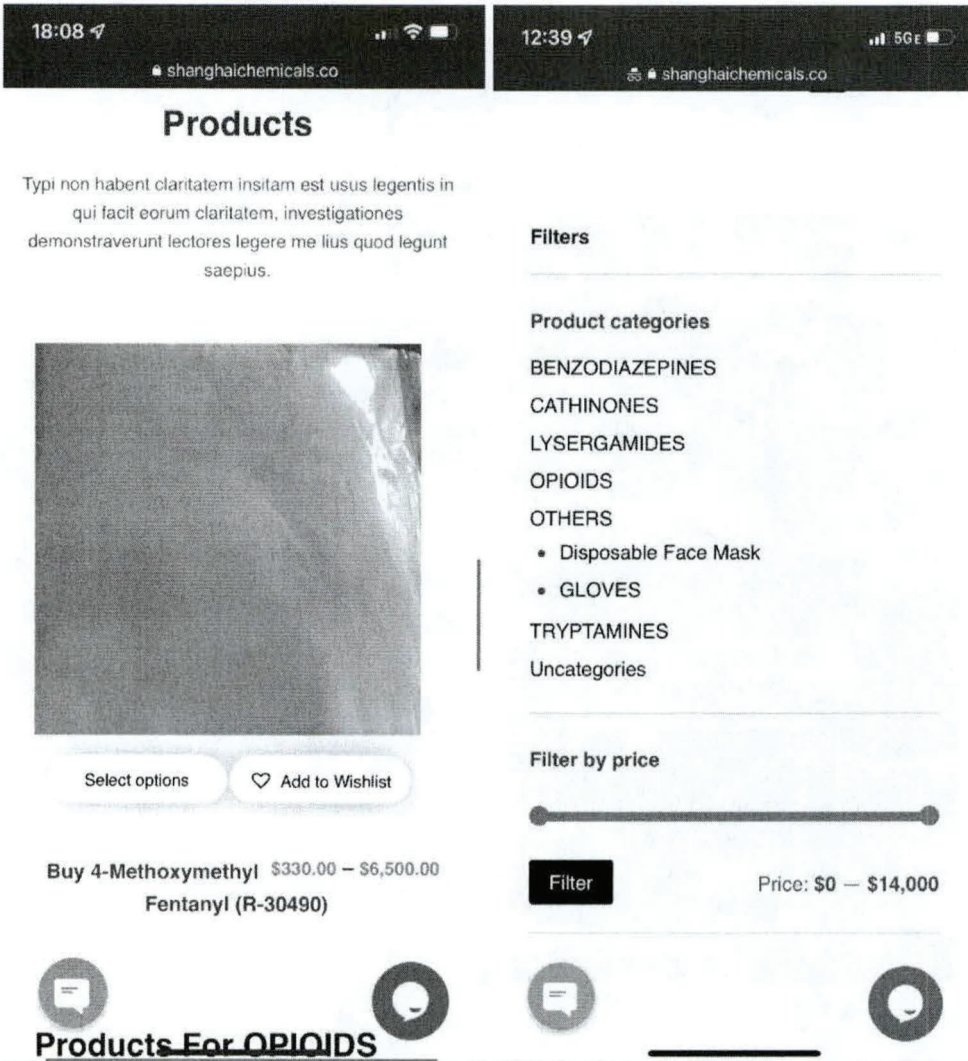 18:08
shanghaichemicals.co
Products
Typi non habent claritatem insitam est usus legentis in
qui facit eorum claritatem, investigationes
demonstraverunt lectores legere me lius quod legunt
saepius.
Select options
Add to Wishlist
Buy 4-Methoxymethyl $330.00 – $6,500.00
Fentanyl (R-30490)
Products For OPIOIDS
12:39
5GE
shanghaichemicals.co
Filters
Product categories
BENZODIAZEPINES
CATHINONES
LYSERGAMIDES
OPIOIDS
OTHERS
• Disposable Face Mask
• GLOVES
TRYPTAMINES
Uncategories
Filter by price
Filter
Price: $0 — $14,000